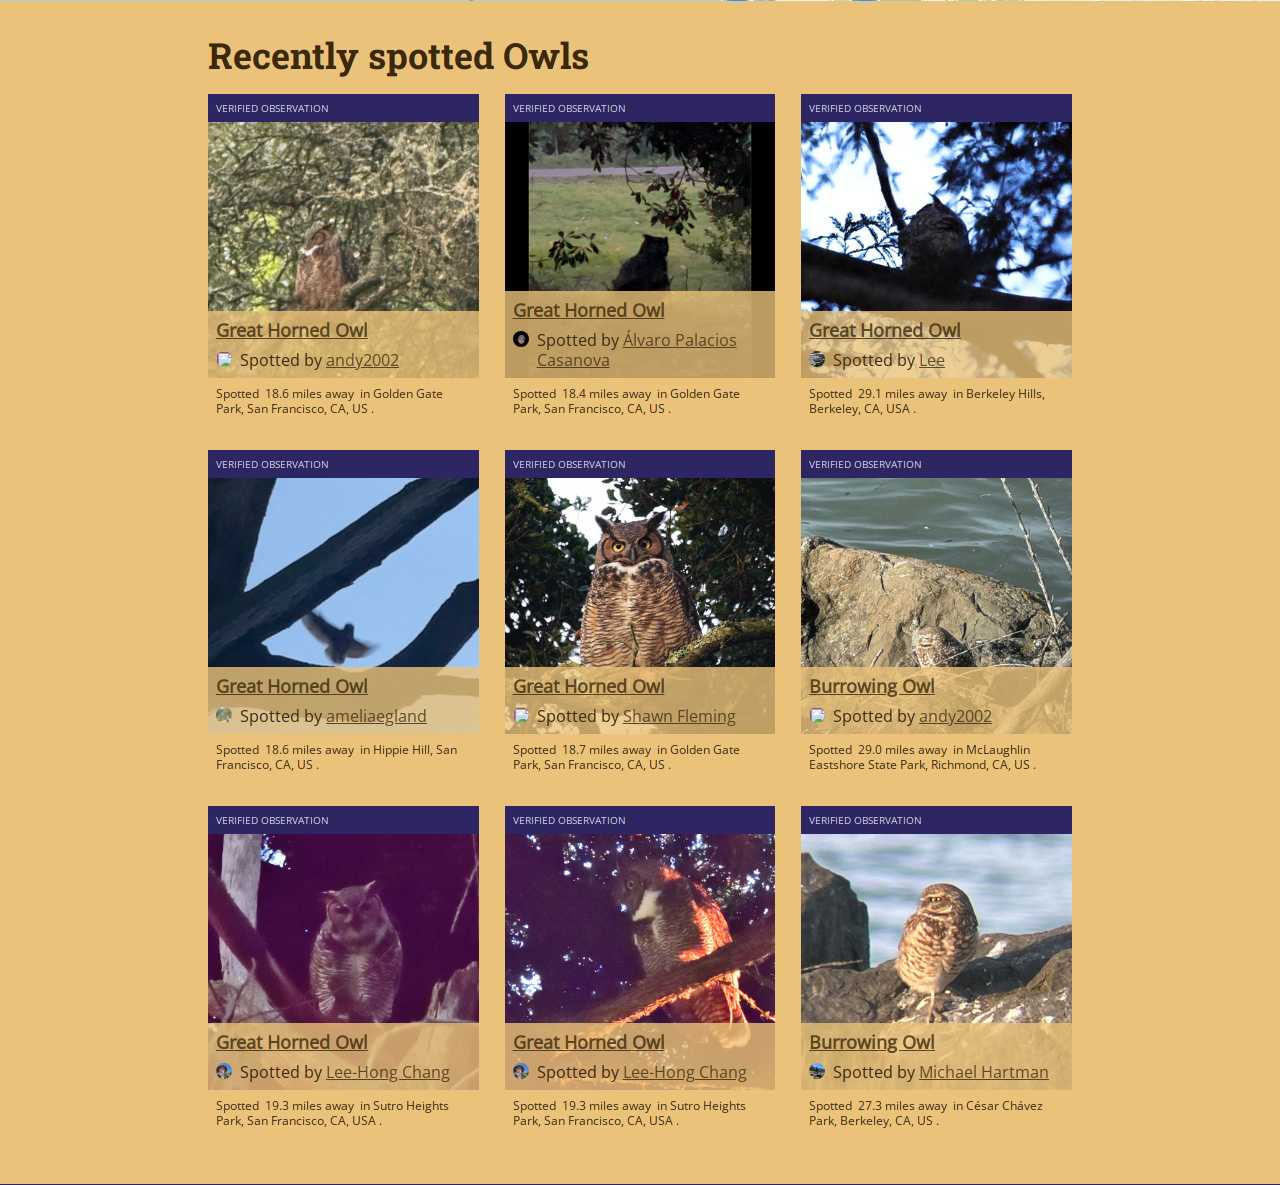 Recently spotted Owls
VERIFIED OBSERVATION
Great Horned Owl
Spotted by andy2002
Spotted 18.6 miles away in Golden Gate
Park, San Francisco, CA, US .
VERIFIED OBSERVATION
Great Horned Owl
Spotted by Álvaro Palacios
Casanova
Spotted 18.4 miles away in Golden Gate
Park, San Francisco, CA, US .
VERIFIED OBSERVATION
Great Horned Owl
Spotted by Lee
Spotted 29.1 miles away in Berkeley Hills,
Berkeley, CA, USA .
VERIFIED OBSERVATION
Great Horned Owl
Spotted by ameliaegland
Spotted 18.6 miles away in Hippie Hill, San
Francisco, CA, US .
VERIFIED OBSERVATION
Great Horned Owl
Spotted by Shawn Fleming
Spotted 18.7 miles away in Golden Gate
Park, San Francisco, CA, US .
VERIFIED OBSERVATION
Burrowing Owl
Spotted by andy2002
Spotted 29.0 miles away in McLaughlin
Eastshore State Park, Richmond, CA, US .
VERIFIED OBSERVATION
Great Horned Owl
Spotted by Lee-Hong Chang
Spotted 19.3 miles away in Sutro Heights
Park, San Francisco, CA, USA .
VERIFIED OBSERVATION
Great Horned Owl
Spotted by Lee-Hong Chang
Spotted 19.3 miles away in Sutro Heights
Park, San Francisco, CA, USA .
VERIFIED OBSERVATION
Burrowing Owl
Spotted by Michael Hartman
Spotted 27.3 miles away in César Chávez
Park, Berkeley, CA, US .